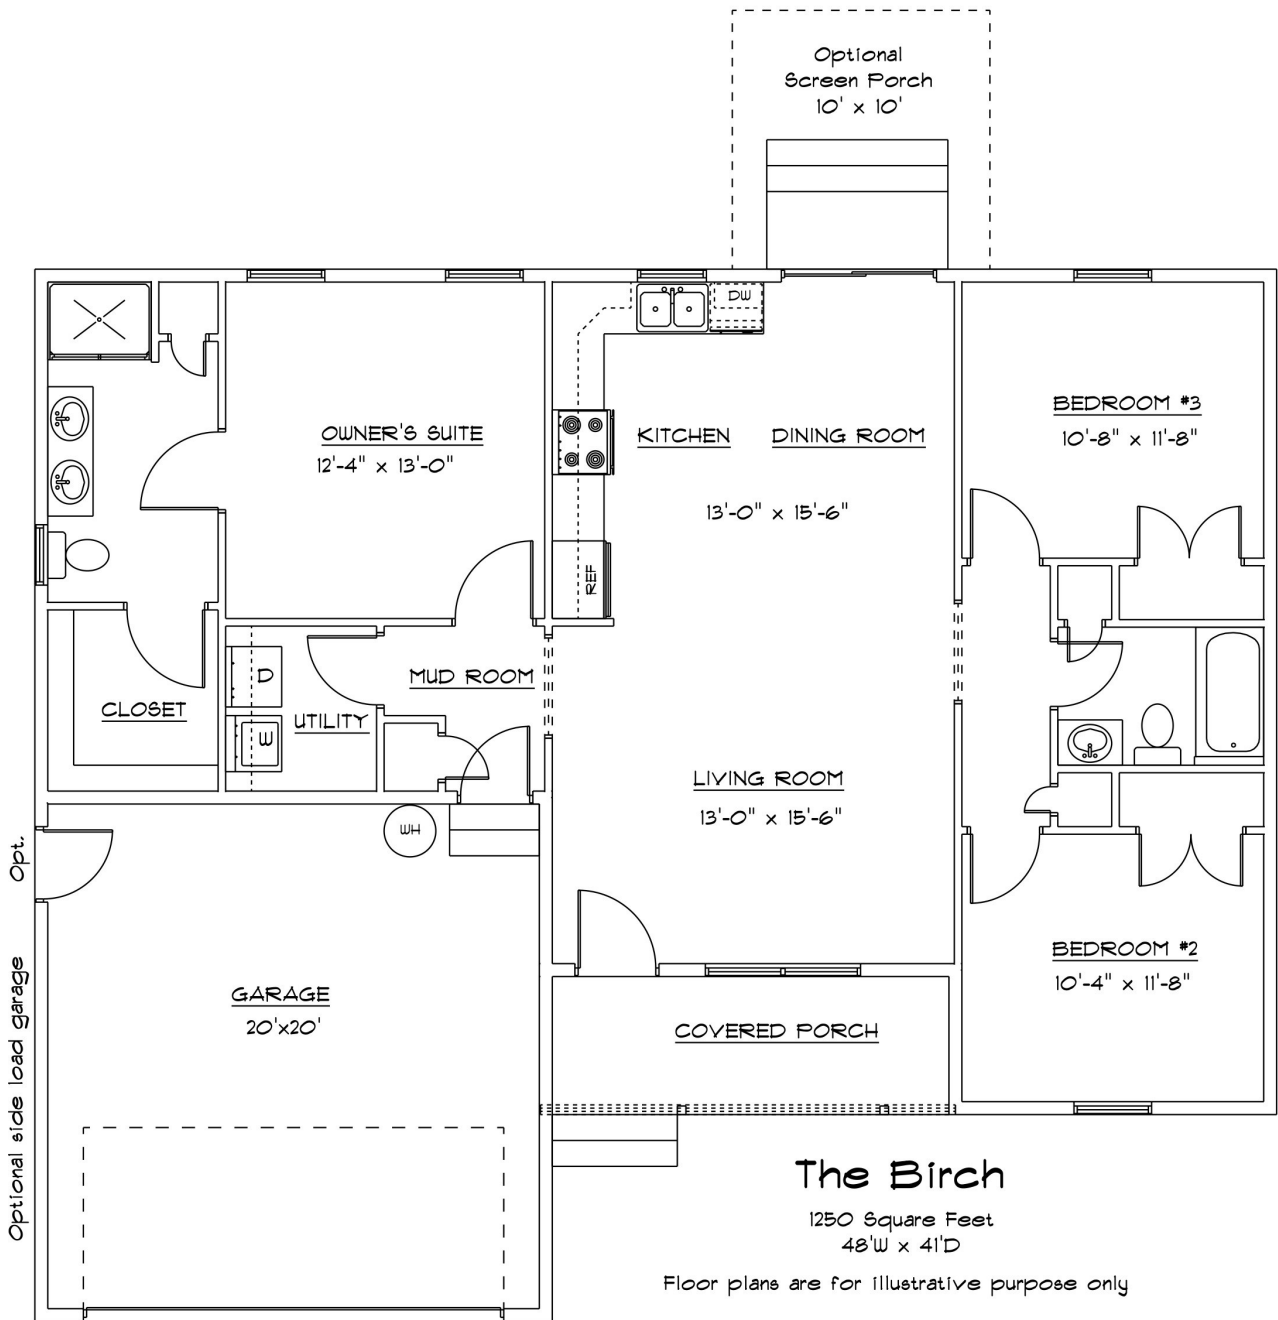 Optional
Screen Porch
10' x 10'
DW
OWNER'S SUITE
12'-4" x 13'-0"
KITCHEN
DINING ROOM
13'-0" x 15'-6"
BEDROOM #3
10'-8" x 11'-8"
REF
MUD ROOM
D
CLOSET
UTILITY
W
LIVING ROOM
13'-0" x 15'-6"
WH
Opt.
Optional side load garage
GARAGE
20'x20'
BEDROOM #2
10'-4" x 11'-8"
COVERED PORCH
The Birch
1250 Square Feet
48'W x 41'D
Floor plans are for illustrative purpose only